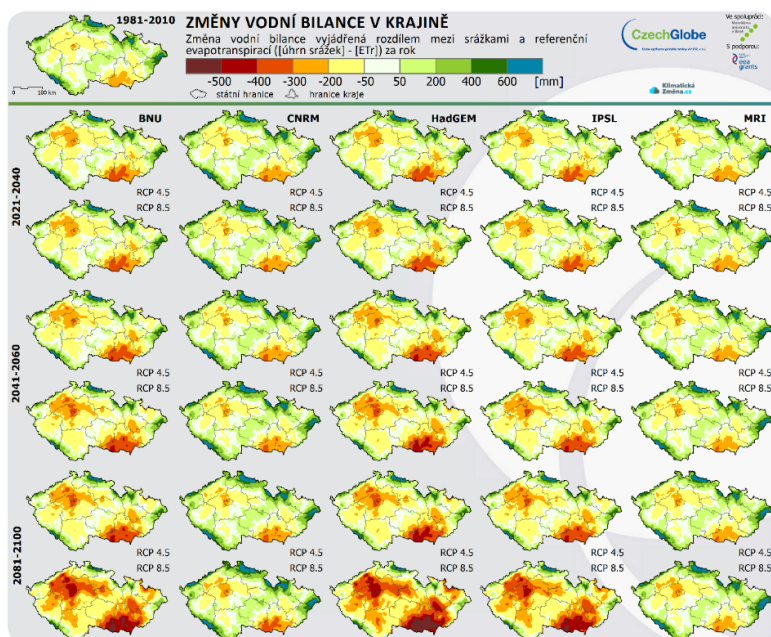 1981-2010
ZMĚNY VODNÍ BILANCE V KRAJINĚ
Změna vodní bilance vyjádřená rozdílem mezi srážkami a referenční
evapotranspirací ([úhrn srážek] - [ETr]) za rok
-500 -400 -300 -200 -50 50 200 400 600 [mm]
státní hranice hranice kraje
0 100 km
CzechGlobe
Ve spolupráci:
S podporou:
eea
grants
Klimatická
Změna.cz
BNU CNRM HadGEM IPSL MRI
2021-2040
RCP 4.5 RCP 4.5 RCP 4.5 RCP 4.5 RCP 4.5
RCP 8.5 RCP 8.5 RCP 8.5 RCP 8.5 RCP 8.5
2041-2060
RCP 4.5 RCP 4.5 RCP 4.5 RCP 4.5 RCP 4.5
RCP 8.5 RCP 8.5 RCP 8.5 RCP 8.5 RCP 8.5
2081-2100
RCP 4.5 RCP 4.5 RCP 4.5 RCP 4.5 RCP 4.5
RCP 8.5 RCP 8.5 RCP 8.5 RCP 8.5 RCP 8.5